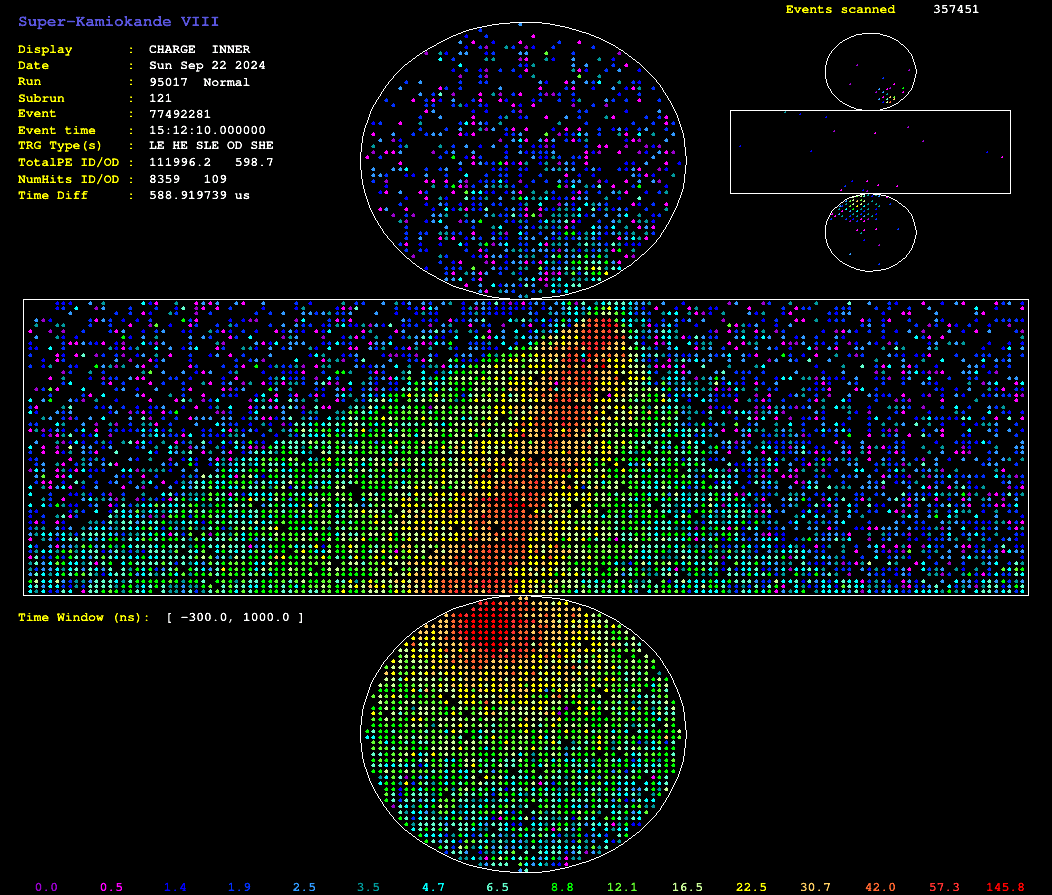 Super-Kamiokande VIII
Events scanned 357451
Display : CHARGE INNER
Date : Sun Sep 22 2024
Run : 95017 Normal
Subrun : 121
Event : 77492281
Event time : 15:12:10.000000
TRG Type(s) : LE HE SLE OD SHE
TotalPE ID/OD : 111996.2 598.7
NumHits ID/OD : 8359 109
Time Diff : 588.919739 us
Time Window (ns): [ -300.0, 1000.0 ]
0.0 0.5 1.4 1.9 2.5 3.5 4.7 6.5 8.8 12.1 16.5 22.5 30.7 42.0 57.3 145.8